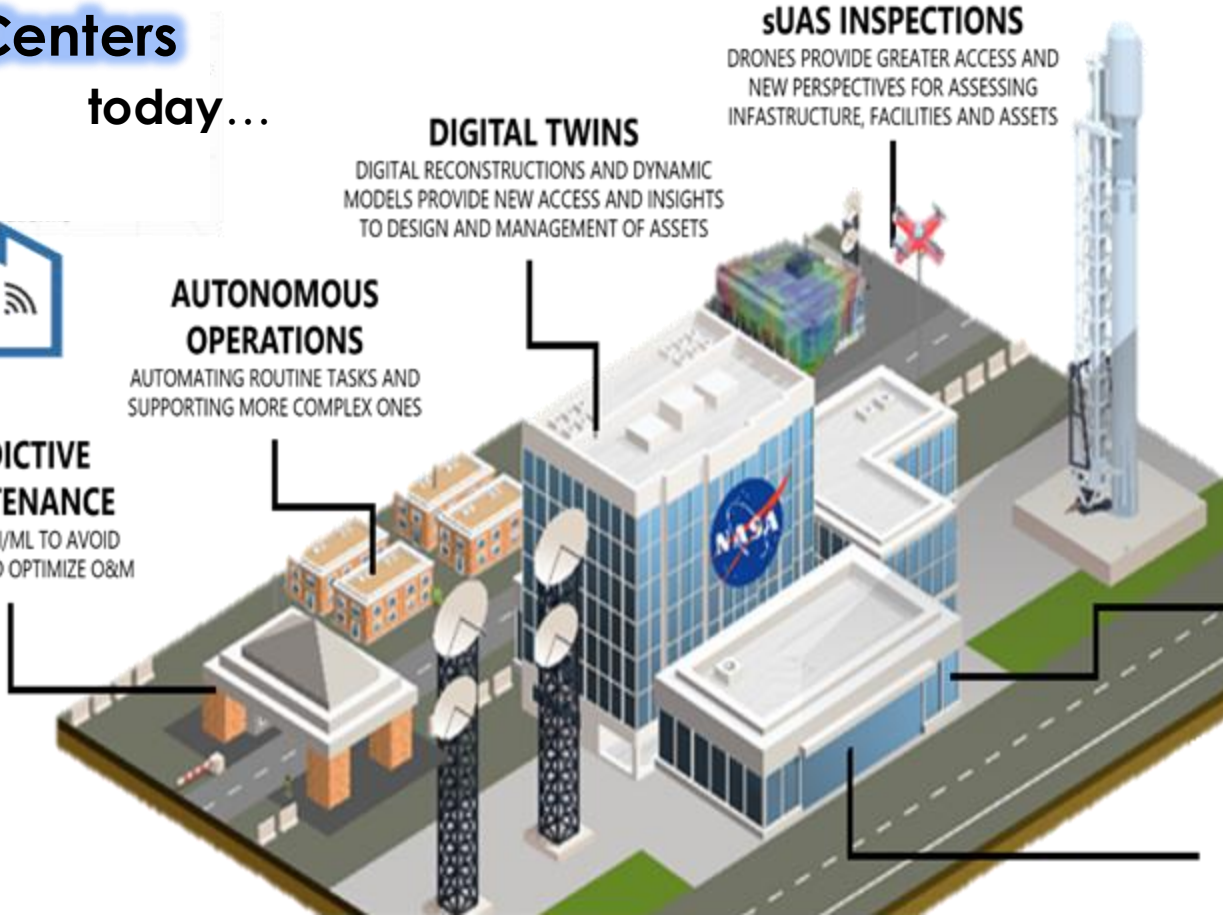 Centers
today...
sUAS INSPECTIONS
DRONES PROVIDE GREATER ACCESS AND
NEW PERSPECTIVES FOR ASSESSING
INFASTRUCTURE, FACILITIES AND ASSETS
DIGITAL TWINS
DIGITAL RECONSTRUCTIONS AND DYNAMIC
MODELS PROVIDE NEW ACCESS AND INSIGHTS
TO DESIGN AND MANAGEMENT OF ASSETS
AUTONOMOUS
OPERATIONS
AUTOMATING ROUTINE TASKS AND
SUPPORTING MORE COMPLEX ONES
DICTIVE
TENANCE
I/ML TO AVOID
OPTIMIZE O&M
NASA